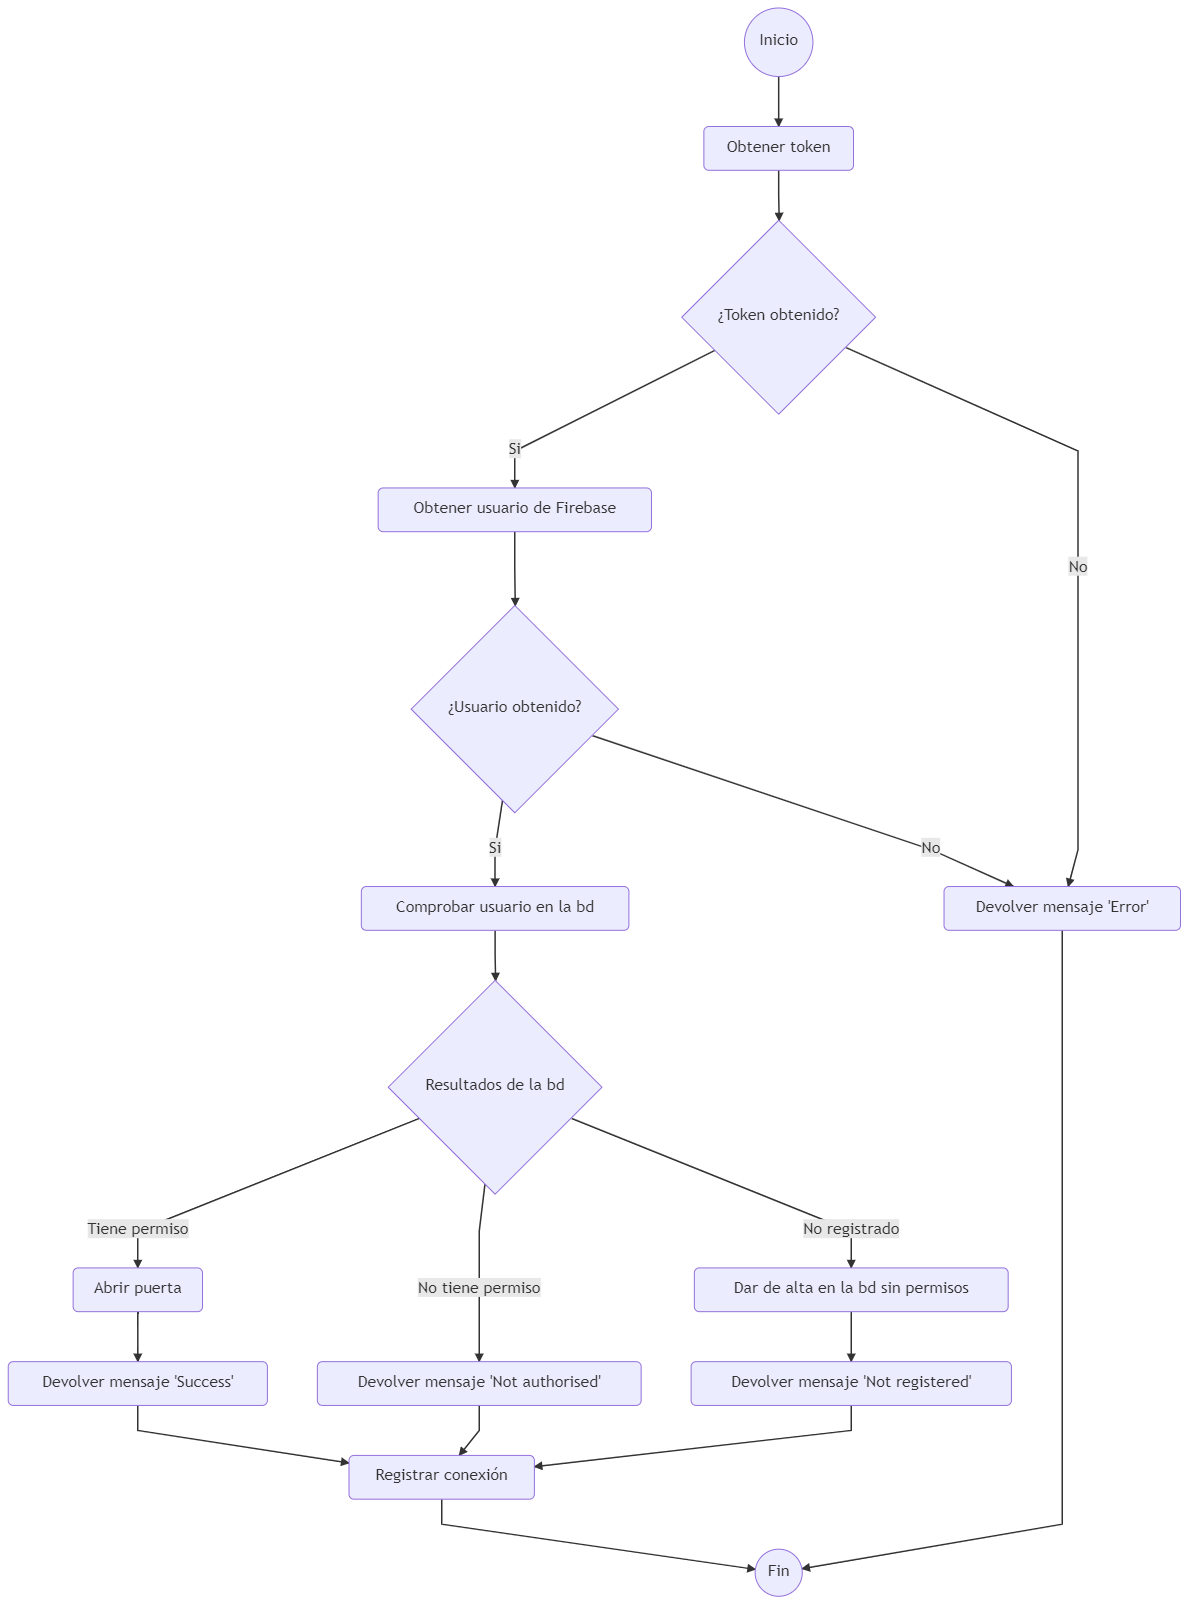 Inicio
Obtener token
¿Token obtenido?
Si
Obtener usuario de Firebase
No
¿Usuario obtenido?
Si
No
Comprobar usuario en la bd
Devolver mensaje 'Error'
Resultados de la bd
Tiene permiso
No registrado
Abrir puerta
No tiene permiso
Dar de alta en la bd sin permisos
Devolver mensaje 'Success'
Devolver mensaje 'Not authorised'
Devolver mensaje 'Not registered'
Registrar conexión
Fin